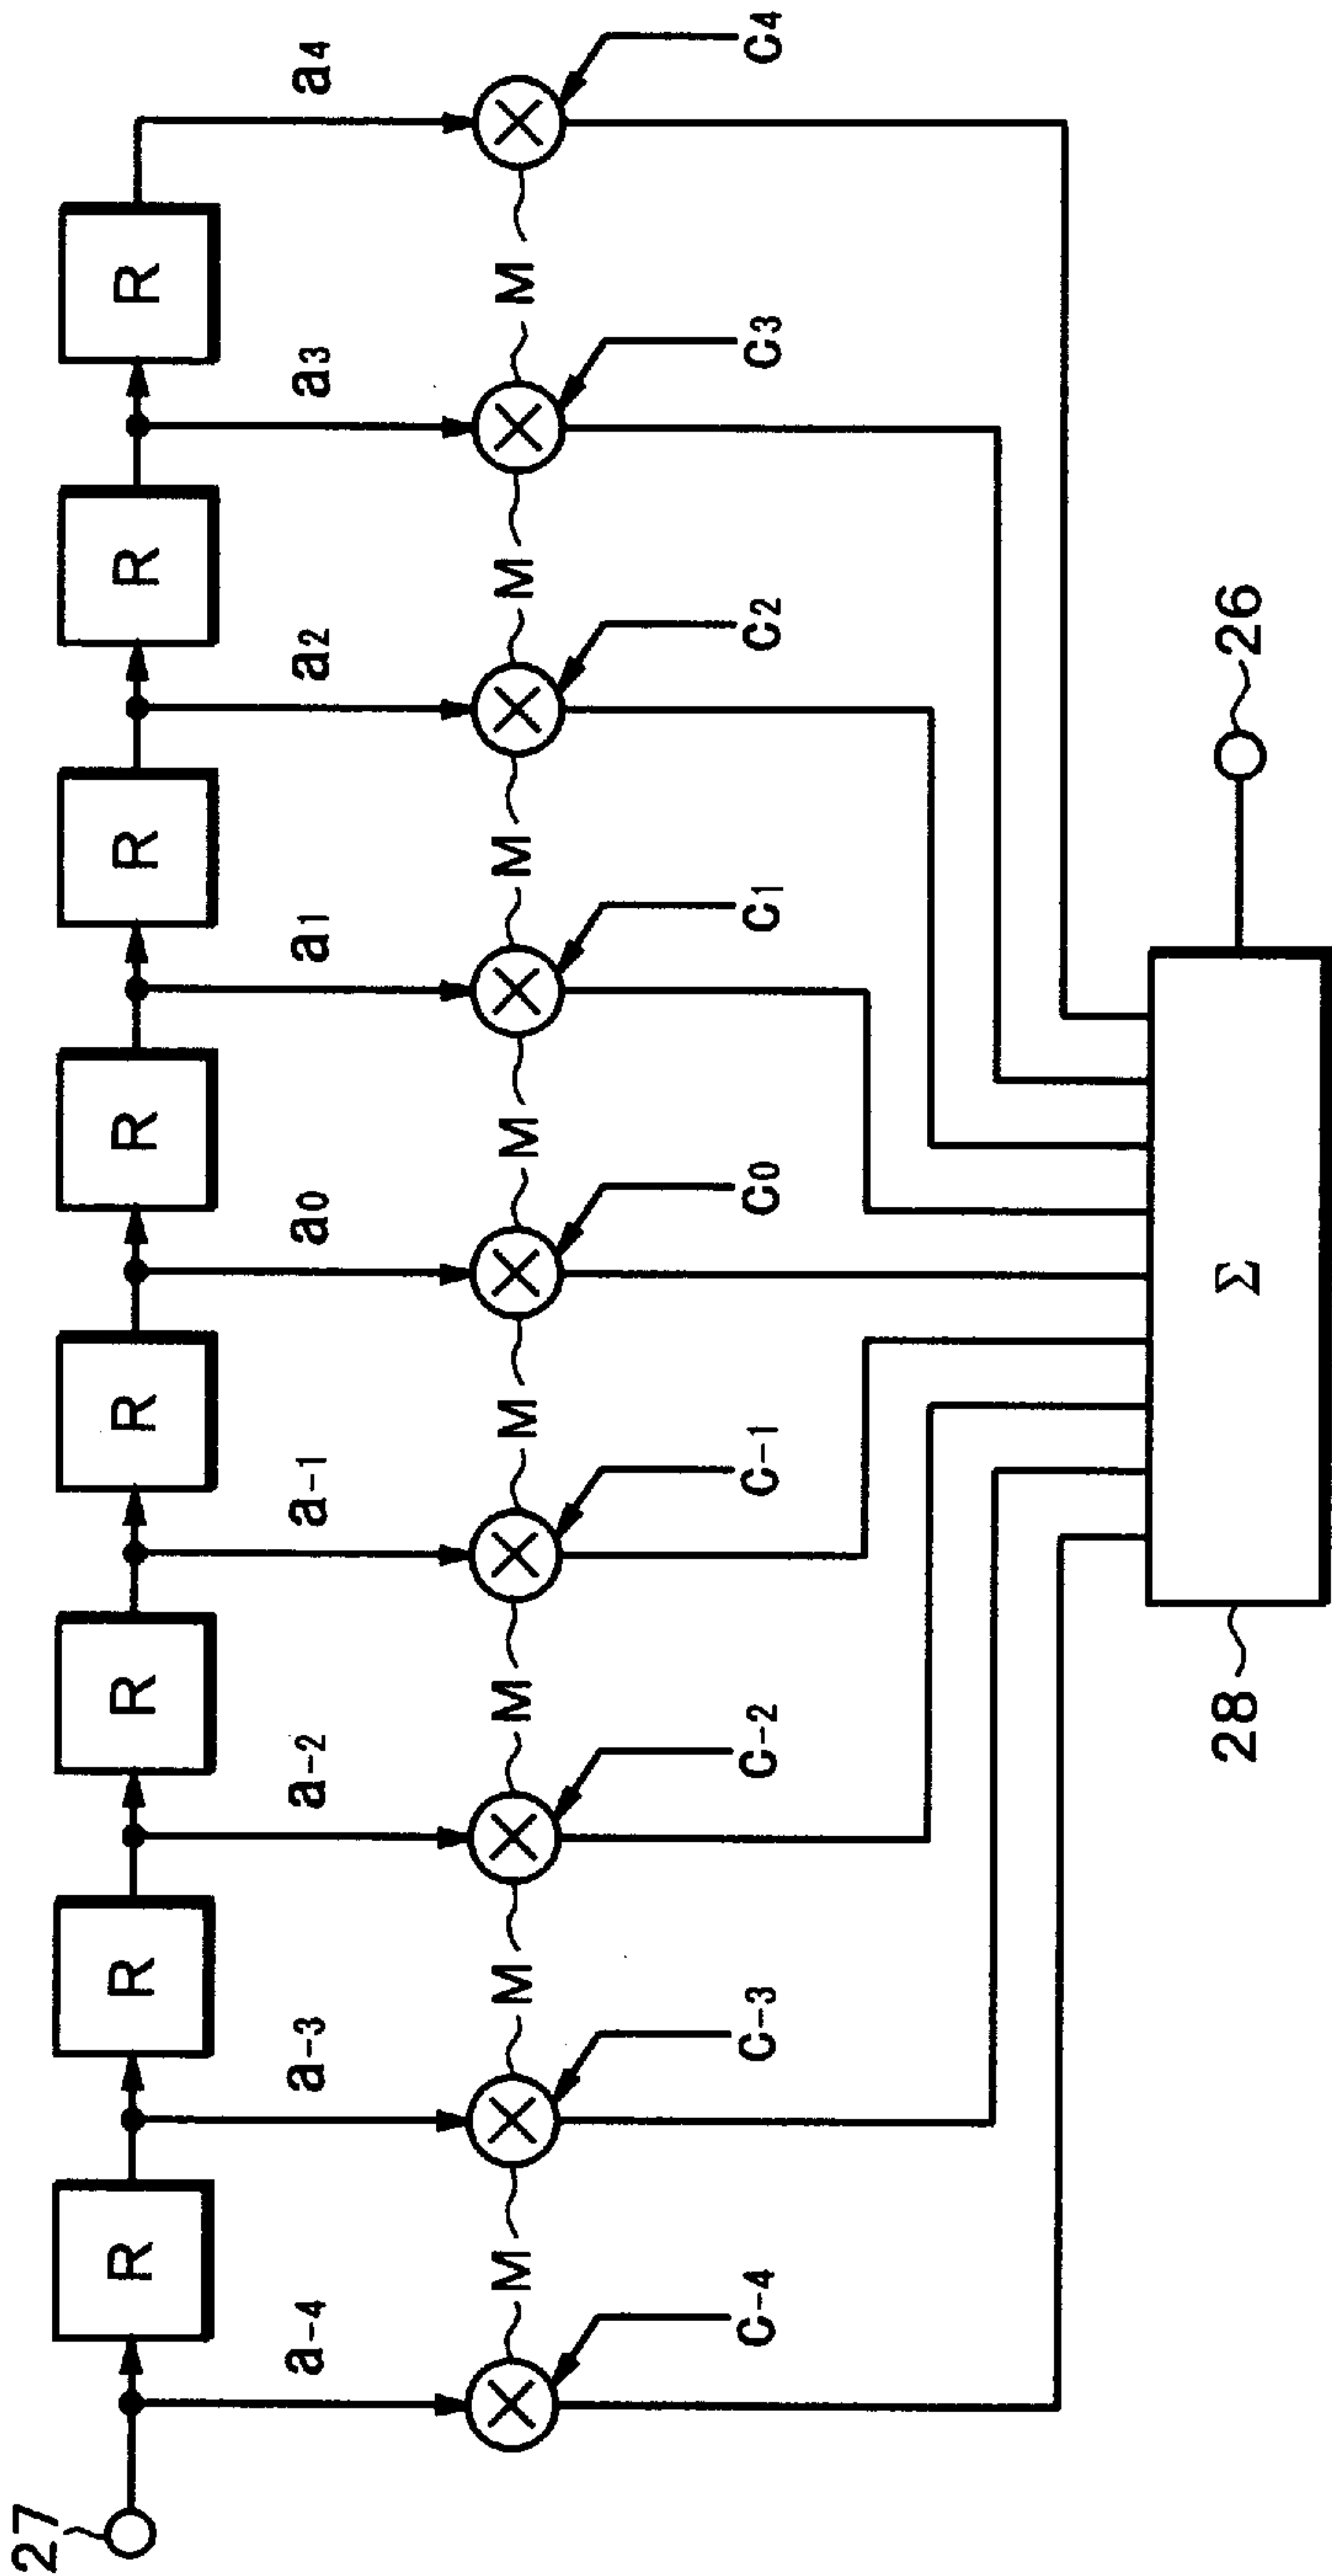 27
R R R R R R R R
a-4 a-3 a-2 a-1 a0 a1 a2 a3 a4
M M M M M M M M
C-4 C-3 C-2 C-1 C0 C1 C2 C3 C4
28
Σ
26